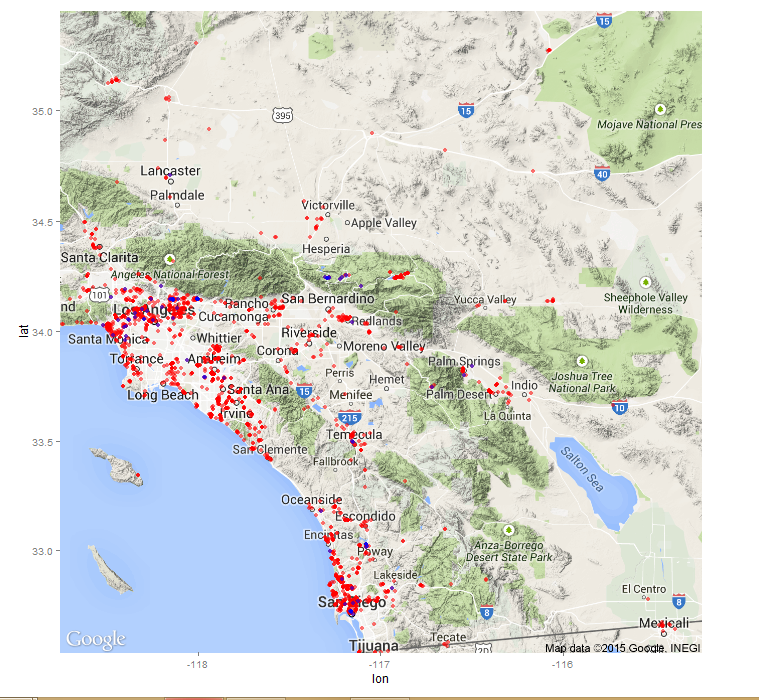 15
35.0
395
15
Mojave National Pres
40
Lancaster
Palmdale
34.5
Victorville
Apple Valley
Hesperia
Santa Clarita
Angeles National Forest
101
nd
Los Angeles
Rancho
Cucamonga
San Bernardino
Redlands
Yucca Valley
Sheephole Valley
Wilderness
lat
34.0
Santa Monica
Whittier
Riverside
Corona
Moreno Valley
Torrance
Anaheim
Palm Springs
Joshua Tree
National Park
Perris
Hemet
Long Beach
Santa Ana
15
Menifee
Palm Desert
Indio
La Quinta
10
Irvine
215
Temecula
33.5
San Clemente
Fallbrook
Salton Sea
Oceanside
Escondido
Encinitas
Poway
Anza-Borrego
Desert State Park
33.0
Lakeside
El Centro
San Diego
8
8
Mexicali
Google
Tijuana
Tecate
2D
Map data ©2015 Google, INEGI
-118
-117
-116
lon